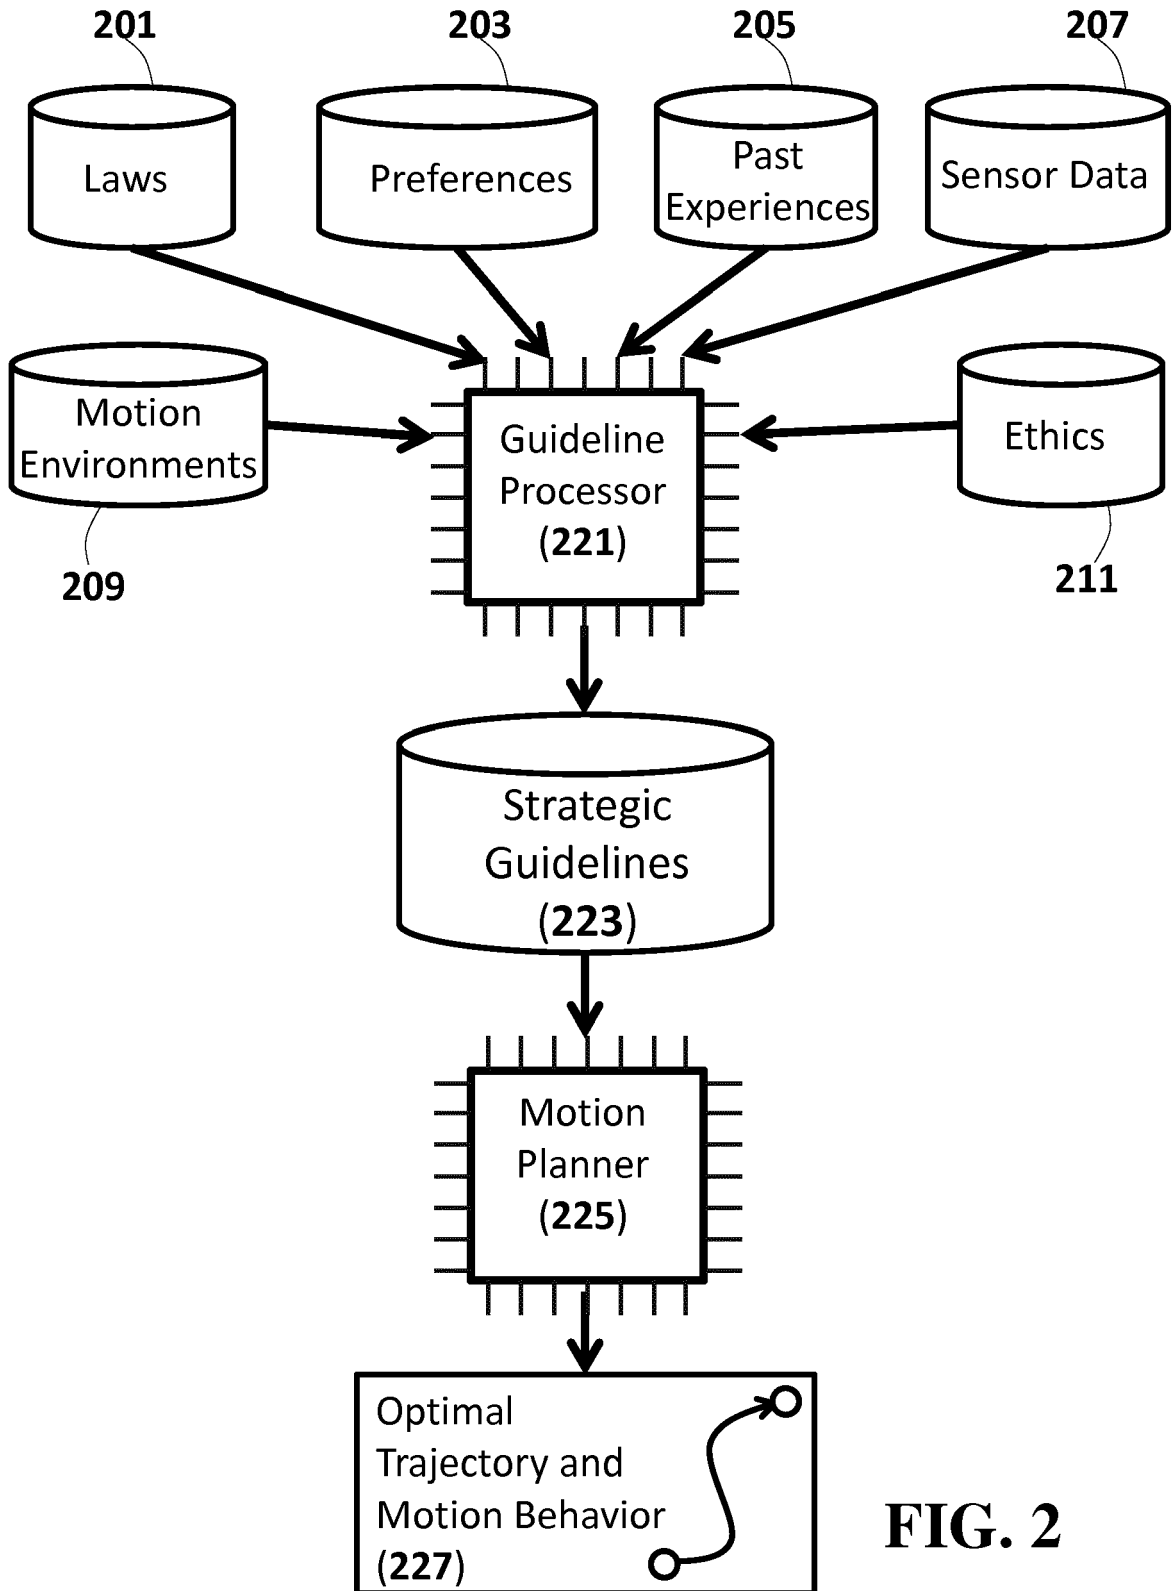 201
203
205
207
Laws
Preferences
Past
Experiences
Sensor Data
Motion
Environments
Guideline
Processor
(221)
Ethics
209
211
Strategic
Guidelines
(223)
Motion
Planner
(225)
Optimal
Trajectory and
Motion Behavior
(227)
FIG. 2